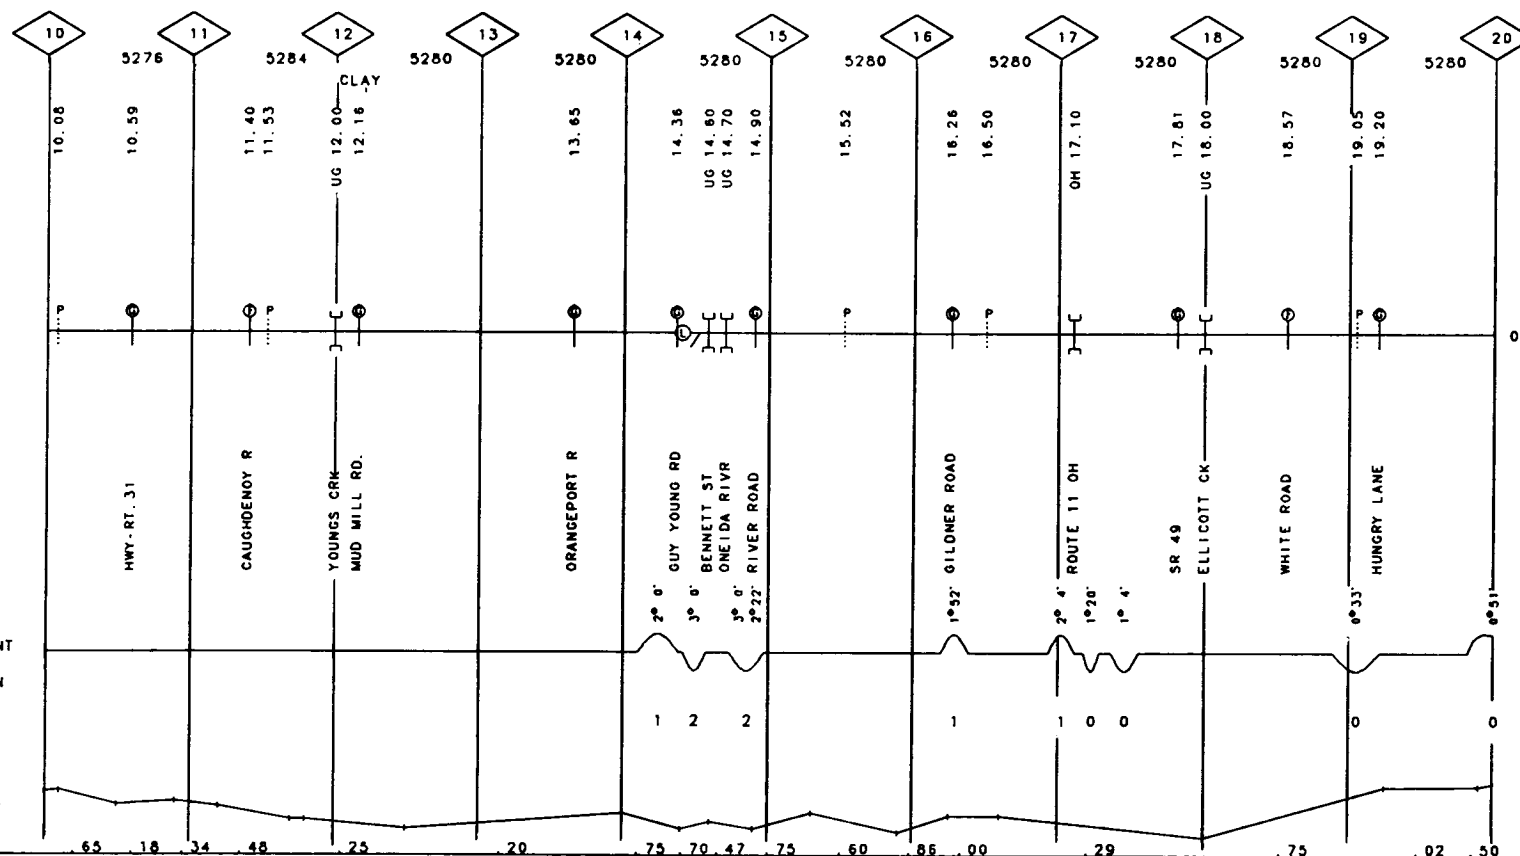 10 11 12 13 14 15 16 17 18 19 20
5276 5284 5280 5280 5280 5280 5280 5280 5280 5280
CLAY
10.08
10.59
11.40
11.53
UG 12.00
12.16
13.65
14.36
UG 14.60
UG 14.70
14.90
15.52
16.26
16.50
OH 17.10
17.81
UG 18.00
18.57
19.05
19.20
P G P P G G G G P G P G P P G
L
0
HWY-RT.31
CAUGHDENOY R
YOUNGS CRK
MUD MILL RD.
ORANGEPORT R
GUY YOUNG RD
BENNETT ST
ONEIDA RIVR
RIVER ROAD
GILDNER ROAD
ROUTE 11 OH
SR 49
ELLICOTT CK
WHITE ROAD
HUNGRY LANE
2° 0' 3° 0' 3° 0' 2°22' 1°52' 2° 4' 1°20' 1° 4' 0°33' 0°51'
NT
N
1 2 2 1 1 0 0 0 0
.65 .18 .34 .48 .25 .20 .75 .70 .47 .75 .60 .86 .00 .29 .75 .02 .50